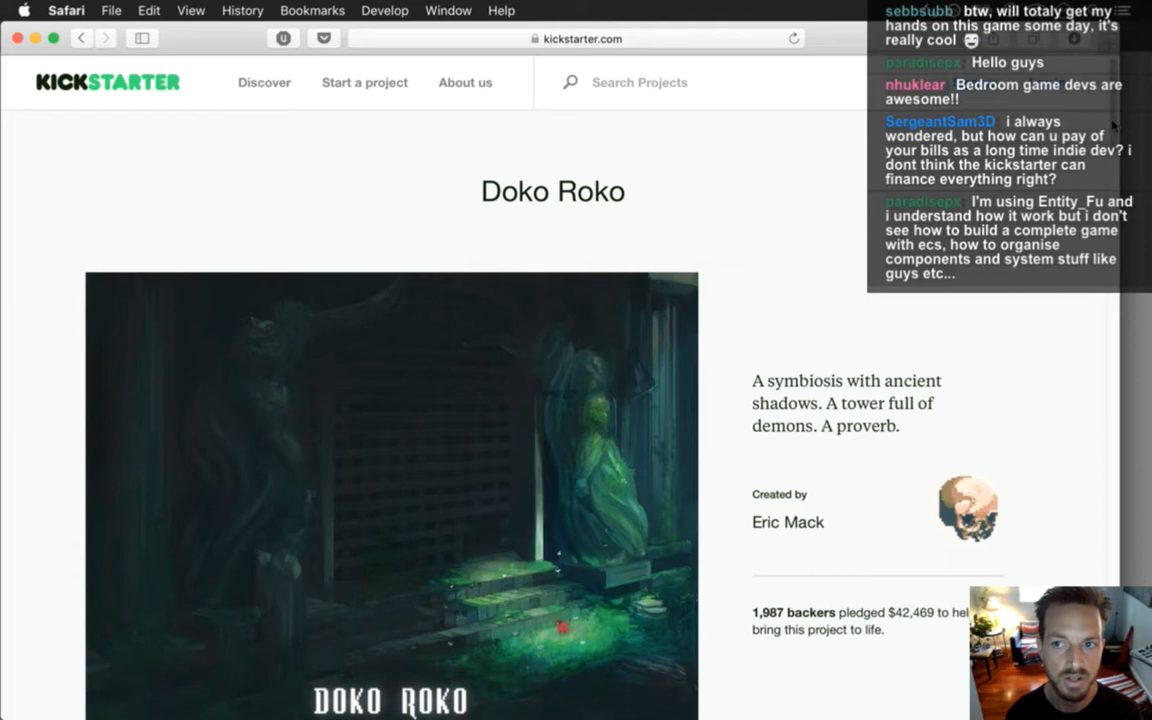 Safari File Edit View History Bookmarks Develop Window Help
kickstarter.com
KICKSTARTER
Discover Start a project About us Search Projects
Doko Roko
A symbiosis with ancient
shadows. A tower full of
demons. A proverb.
Created by
Eric Mack
1,987 backers pledged $42,469 to hel
bring this project to life.
DOKO ROKO
sebbsubb btw, will totaly get my
hands on this game some day, it's
really cool
paradisepx Hello guys
nhuklear Bedroom game devs are
awesome!!
SergeantSam3D i always
wondered, but how can u pay of
your bills as a long time indie dev? i
dont think the kickstarter can
finance everything right?
paradisepx I'm using Entity_Fu and
i understand how it work but i don't
see how to build a complete game
with ecs, how to organise
components and system stuff like
guys etc...